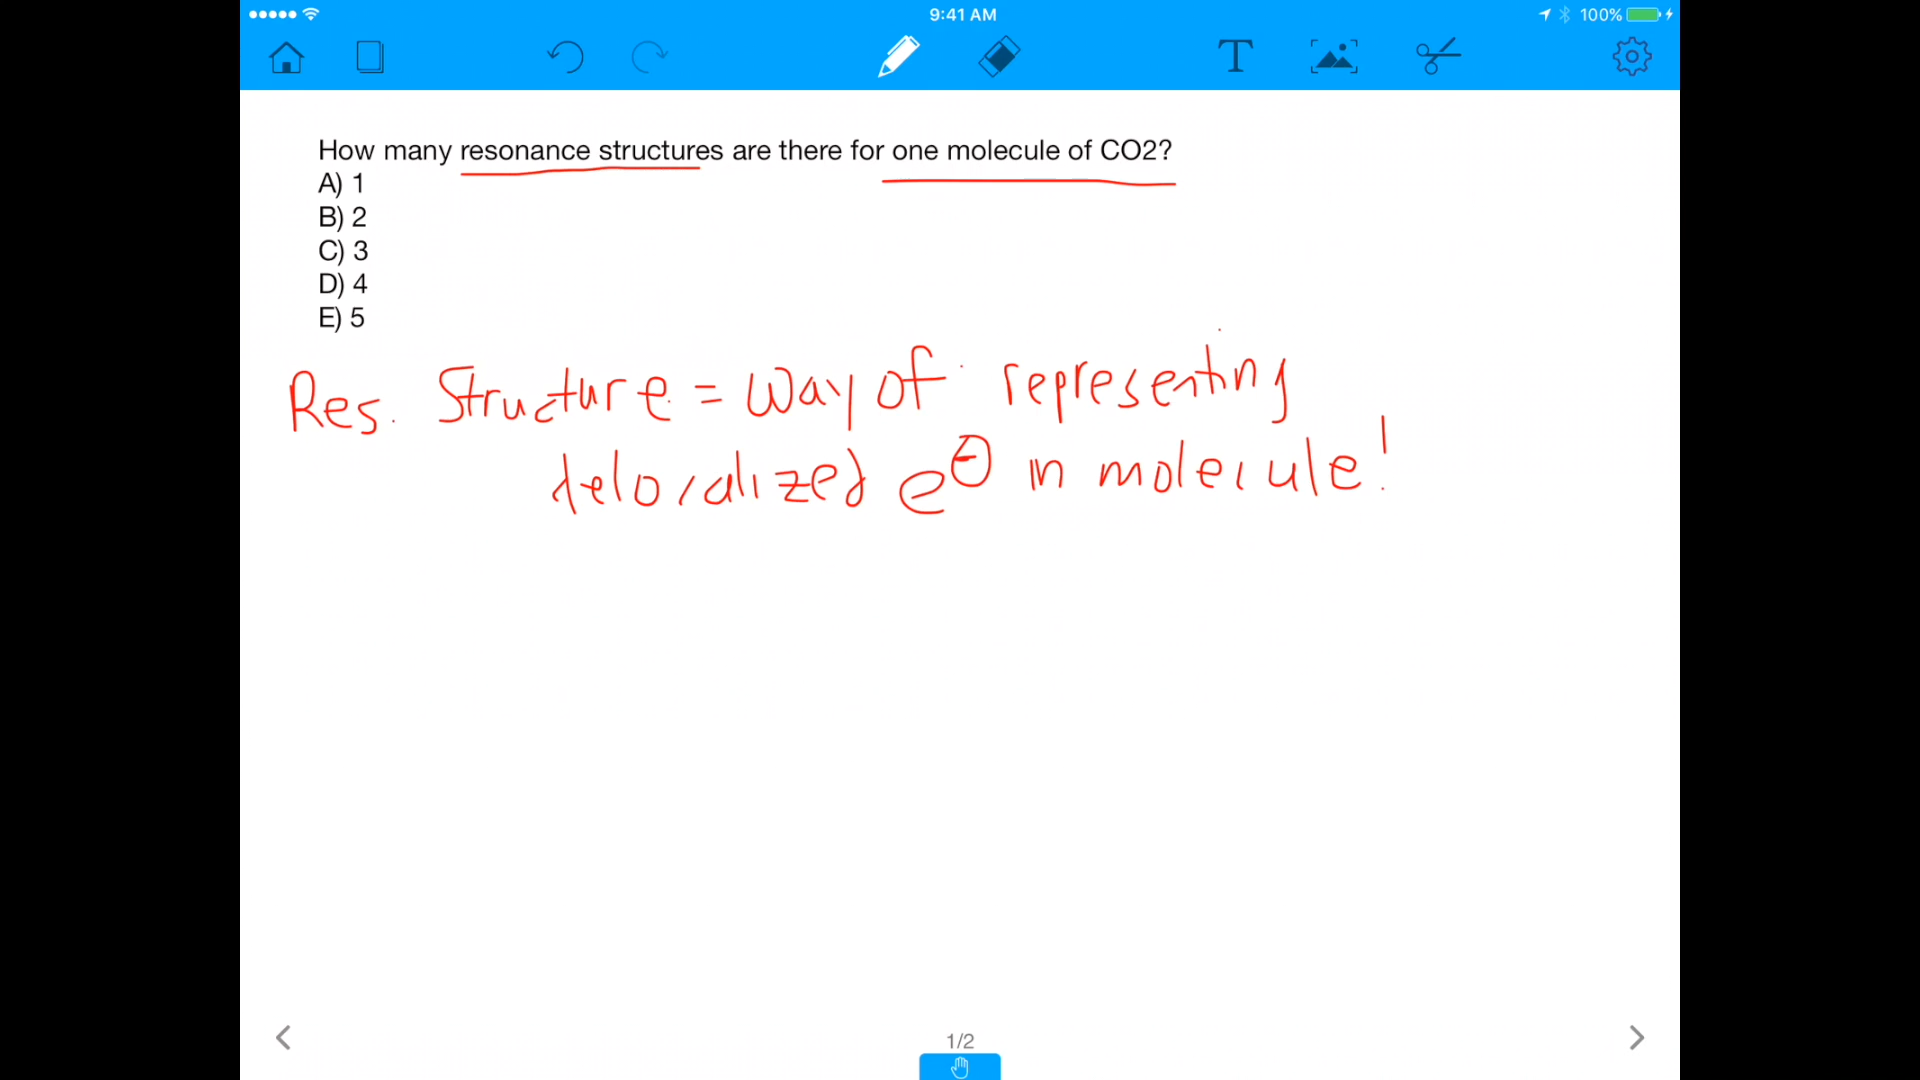 9:41 AM
100%
T
How many resonance structures are there for one molecule of CO2?
A) 1
B) 2
C) 3
D) 4
E) 5
Res. Structure = way of representing
delocalized e⊖ in molecule!
1/2